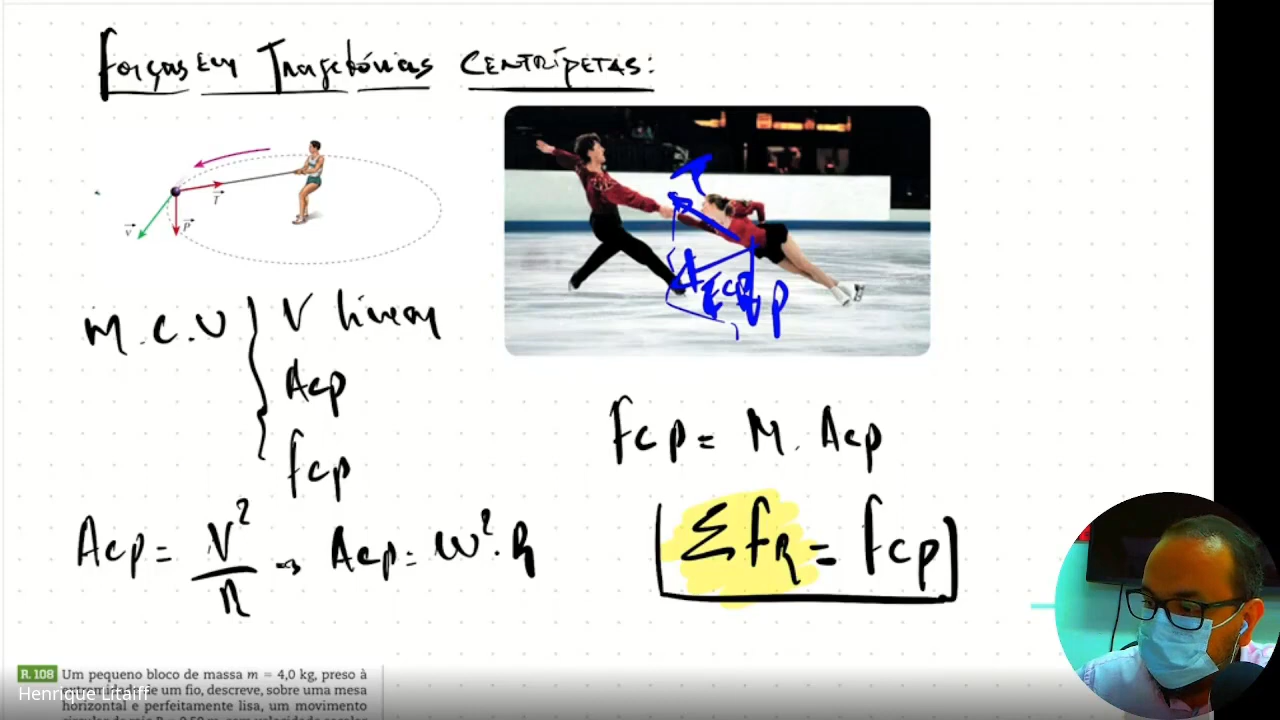 Forças Em Trajetórias CENTRÍPETAS:
T
v
P
T
Fcp
P
M.C.U } V linear
Acp
fcp
Fcp = M. Acp
Acp = V²/R → Acp = ω². R
Σ fR = fcp
R. 108 Um pequeno bloco de massa m = 4,0 kg, preso à
de um fio, descreve, sobre uma mesa
Henrique Litaiff
horizontal e perfeitamente lisa, um movimento